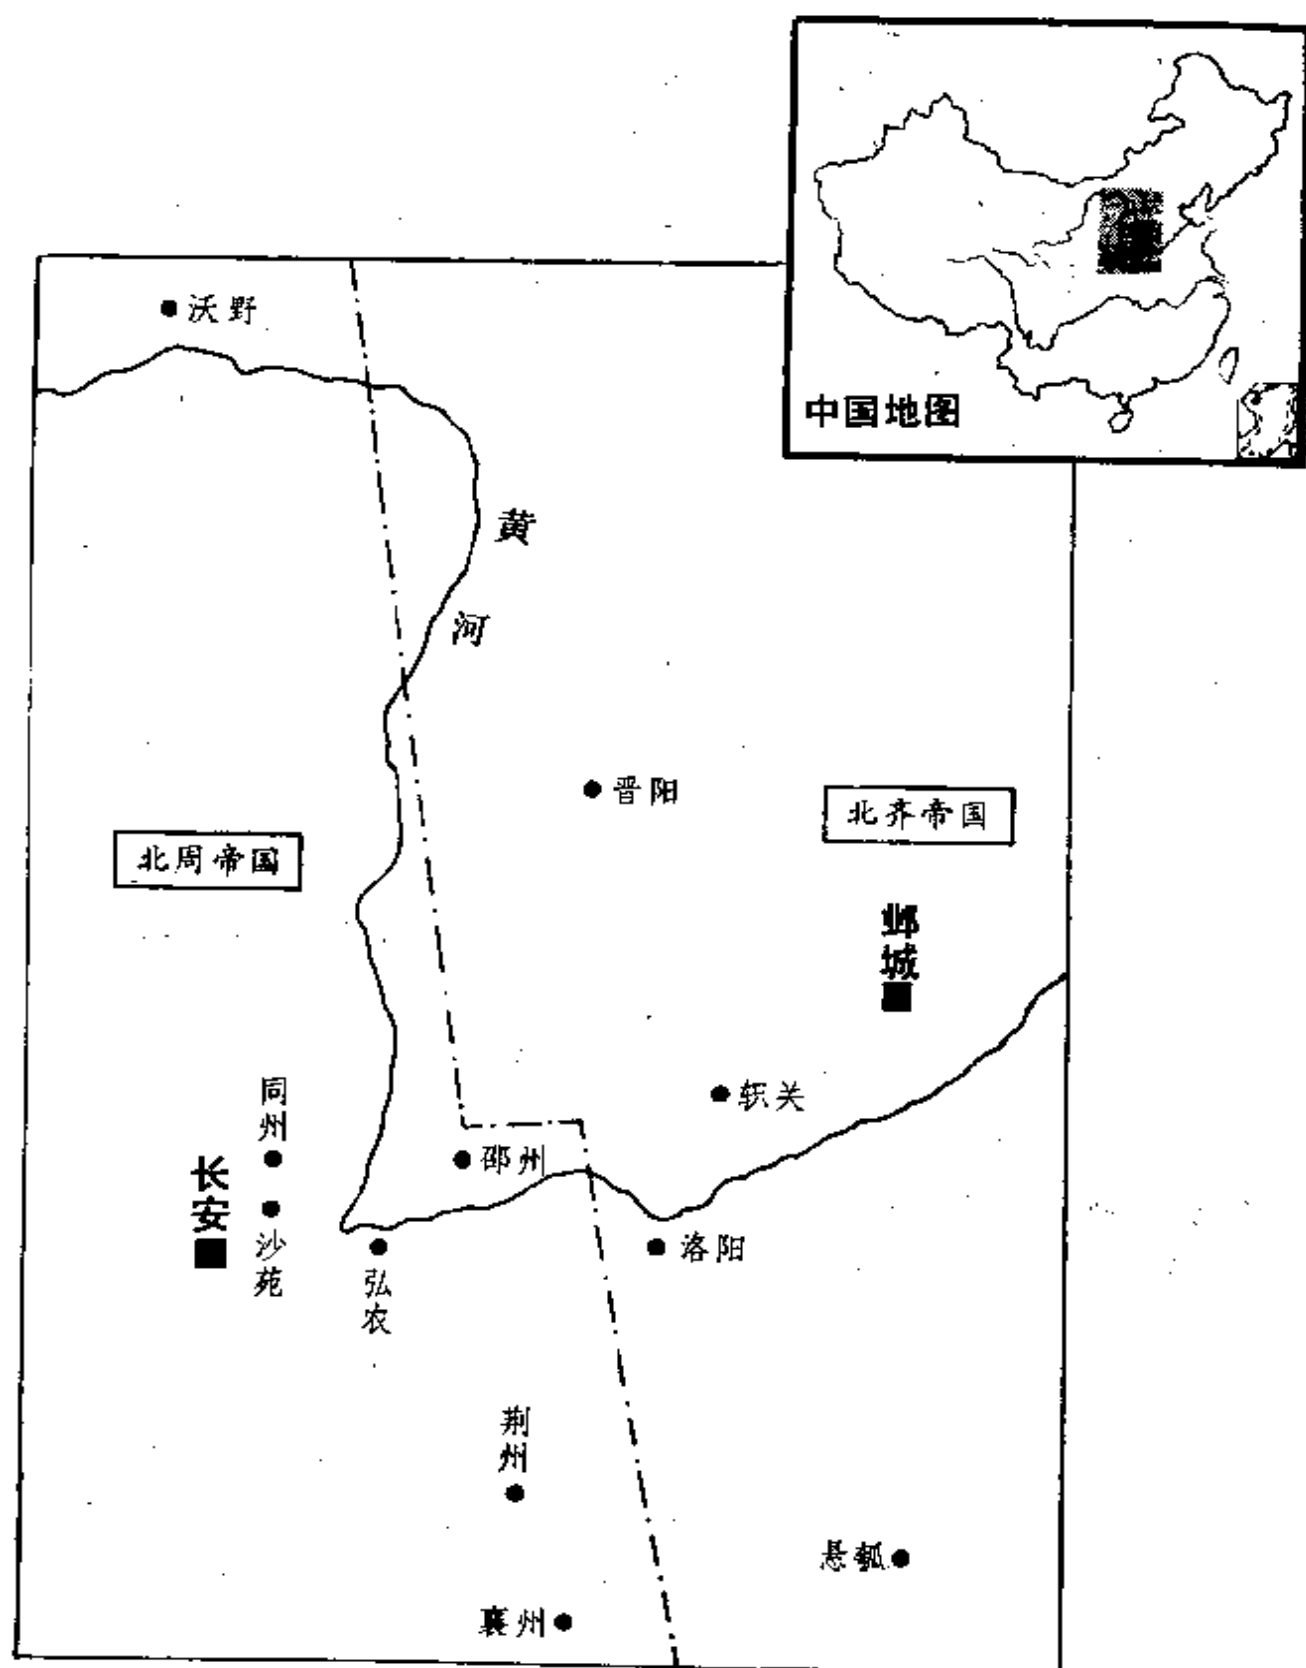 中国地图
沃野
黄河
晋阳
北齐帝国
北周帝国
邺城
轵关
同州
邵州
长安
沙苑
弘农
洛阳
荆州
悬瓠
襄州